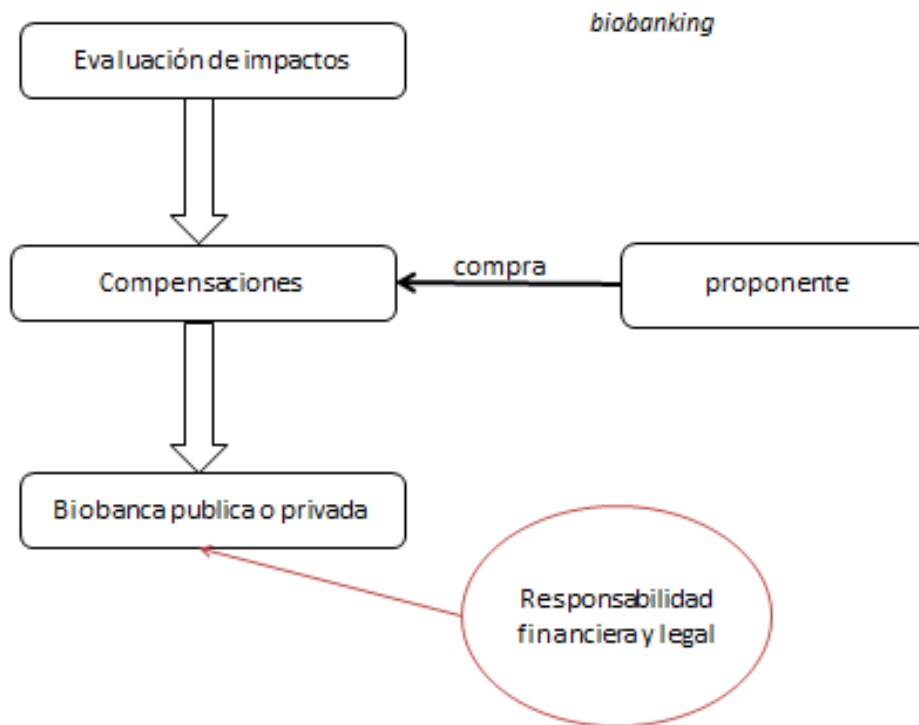 biobanking
Evaluación de impactos
Compensaciones
compra
proponente
Biobanca publica o privada
Responsabilidad
financiera y legal